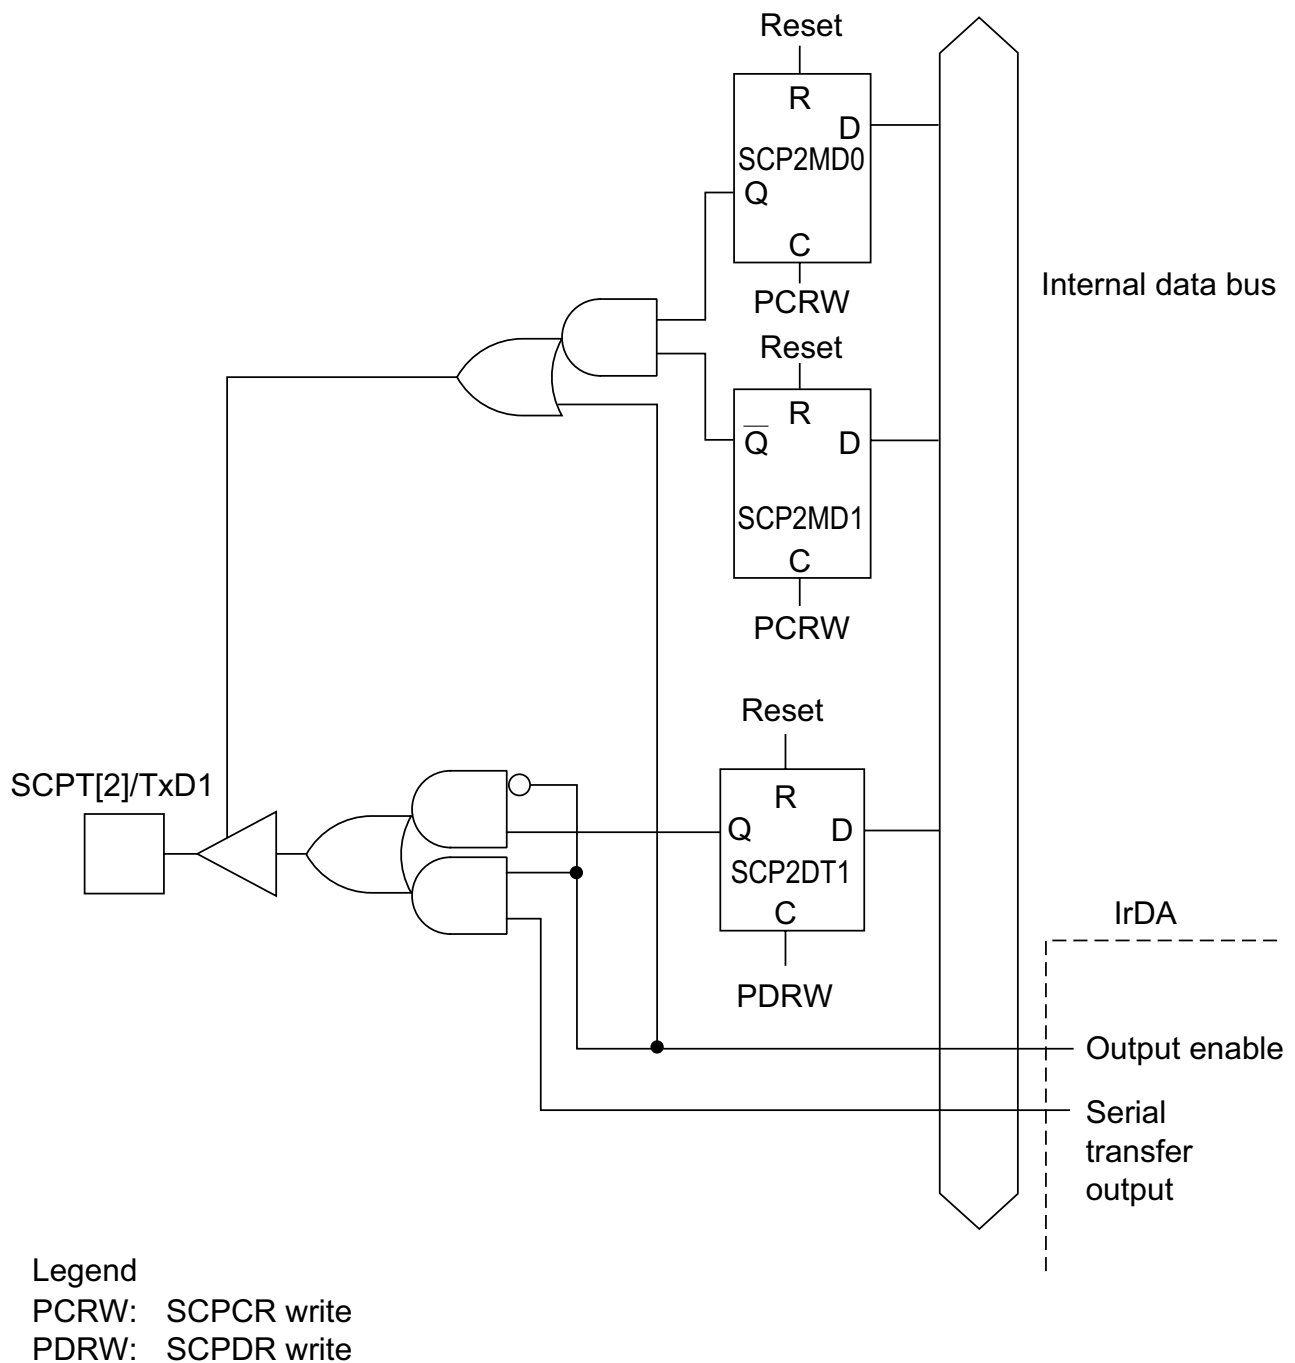 Reset
R
D
SCP2MD0
Q
C
PCRW
Internal data bus
Reset
R
Q̅
D
SCP2MD1
C
PCRW
Reset
SCPT[2]/TxD1
R
Q
D
SCP2DT1
C
PDRW
IrDA
Output enable
Serial
transfer
output
Legend
PCRW: SCPCR write
PDRW: SCPDR write